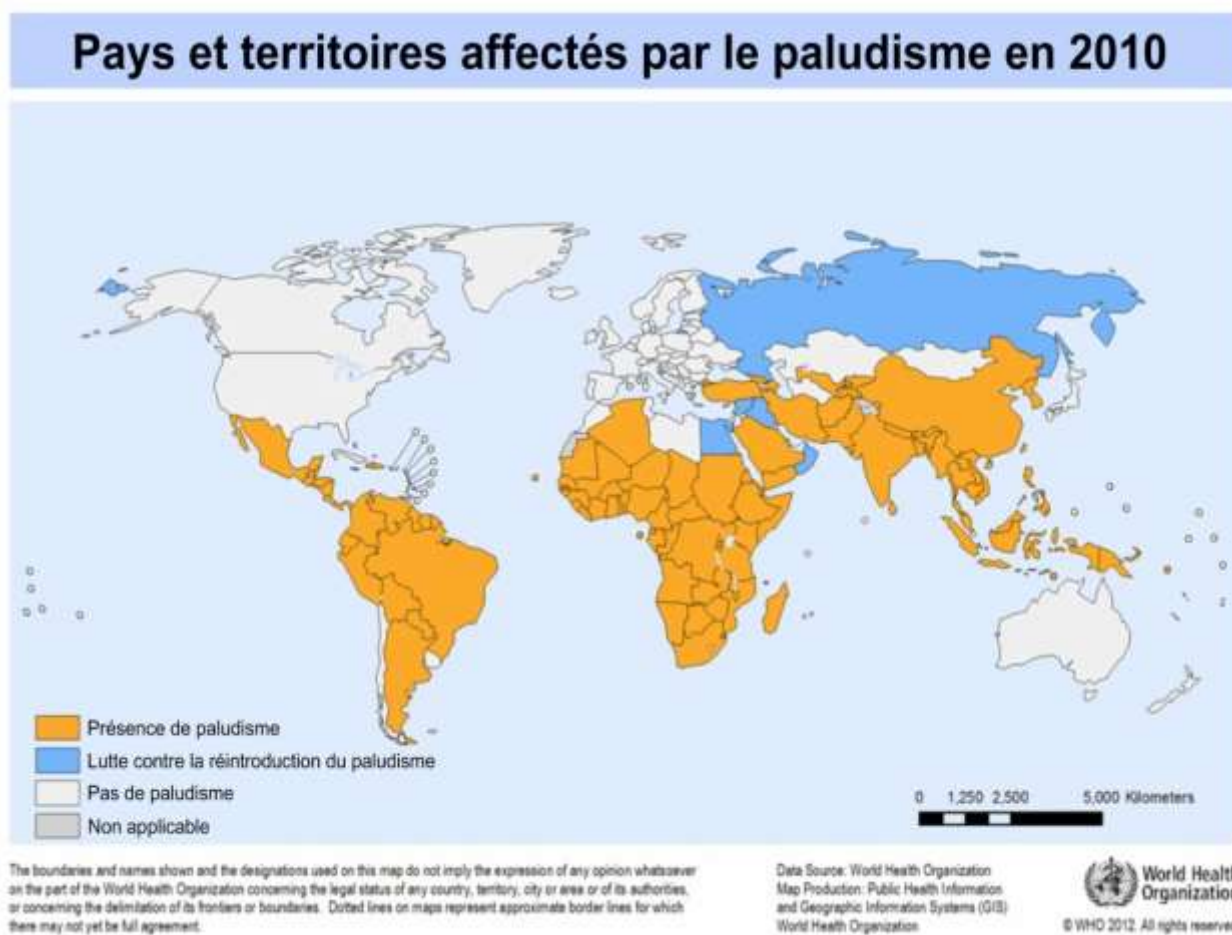 Pays et territoires affectés par le paludisme en 2010
Présence de paludisme
Lutte contre la réintroduction du paludisme
Pas de paludisme
Non applicable
0 1,250 2,500 5,000 Kilometers
The boundaries and names shown and the designations used on this map do not imply the expression of any opinion whatsoever
on the part of the World Health Organization concerning the legal status of any country, territory, city or area or of its authorities,
or concerning the delimitation of its frontiers or boundaries. Dotted lines on maps represent approximate border lines for which
there may not yet be full agreement.
Data Source: World Health Organization
Map Production: Public Health Information
and Geographic Information Systems (GIS)
World Health Organization
World Health
Organization
© WHO 2012. All rights reserve